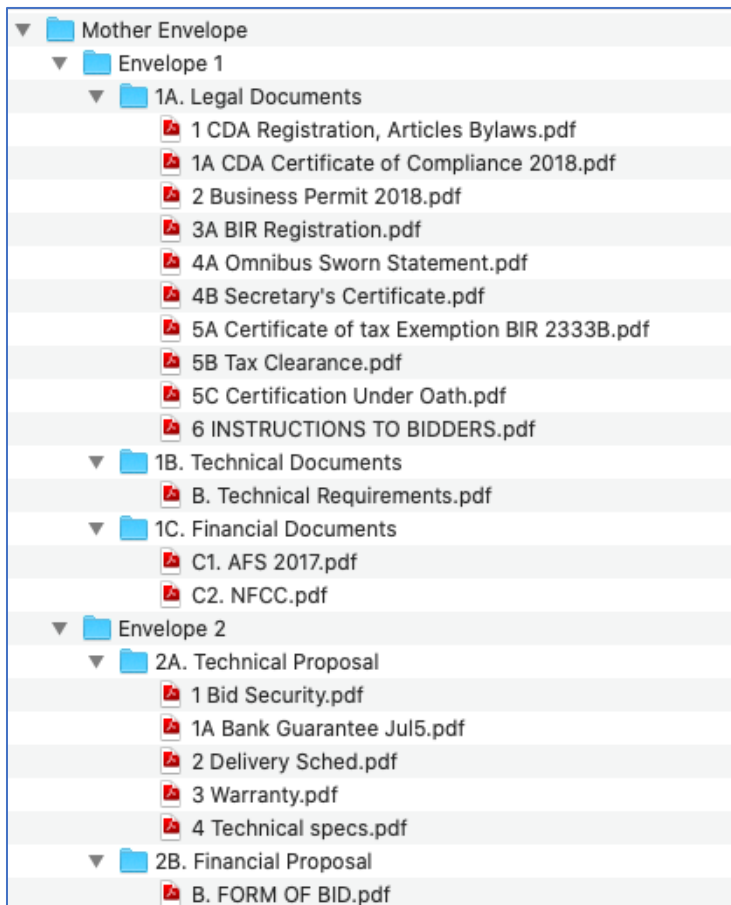 Mother Envelope
Envelope 1
1A. Legal Documents
1 CDA Registration, Articles Bylaws.pdf
1A CDA Certificate of Compliance 2018.pdf
2 Business Permit 2018.pdf
3A BIR Registration.pdf
4A Omnibus Sworn Statement.pdf
4B Secretary's Certificate.pdf
5A Certificate of tax Exemption BIR 2333B.pdf
5B Tax Clearance.pdf
5C Certification Under Oath.pdf
6 INSTRUCTIONS TO BIDDERS.pdf
1B. Technical Documents
B. Technical Requirements.pdf
1C. Financial Documents
C1. AFS 2017.pdf
C2. NFCC.pdf
Envelope 2
2A. Technical Proposal
1 Bid Security.pdf
1A Bank Guarantee Jul5.pdf
2 Delivery Sched.pdf
3 Warranty.pdf
4 Technical specs.pdf
2B. Financial Proposal
B. FORM OF BID.pdf